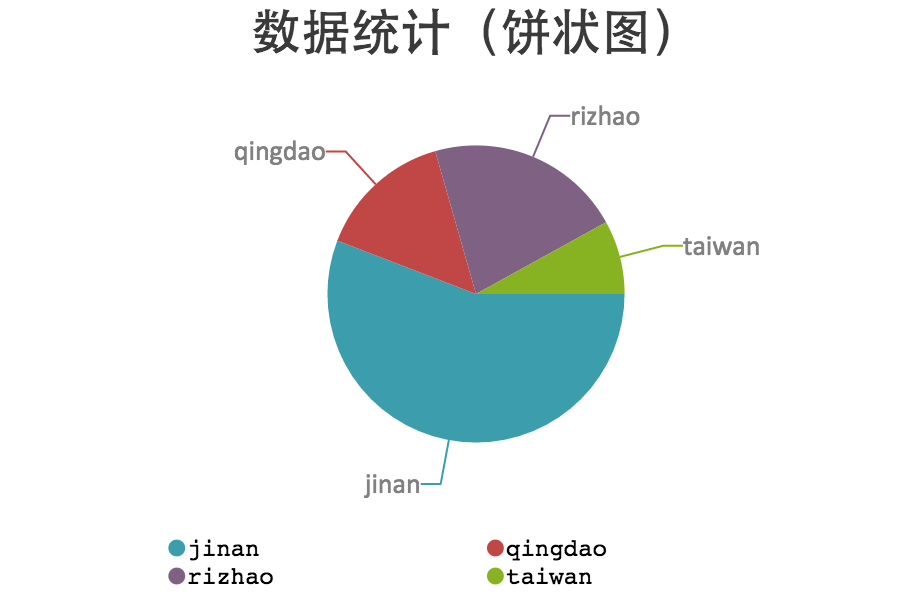 数据统计（饼状图）
rizhao
qingdao
taiwan
jinan
jinan
qingdao
rizhao
taiwan